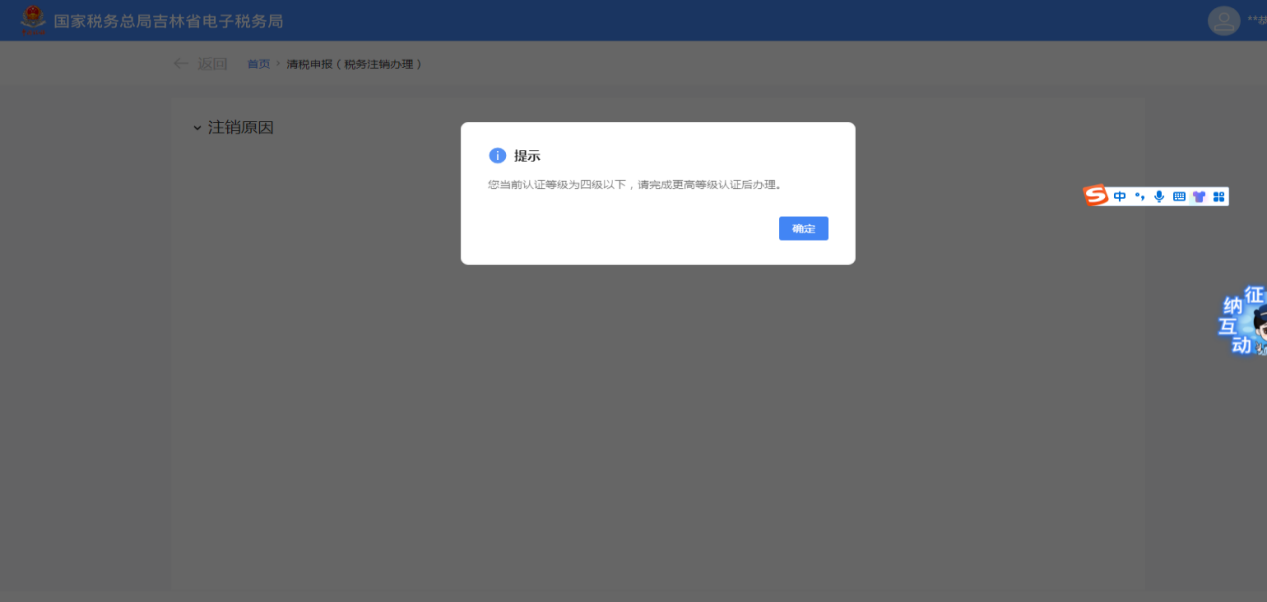 国家税务总局吉林省电子税务局
返回 首页 › 清税申报（税务注销办理）
注销原因
提示
您当前认证等级为四级以下，请完成更高等级认证后办理。
确定
中
征
纳
互
动